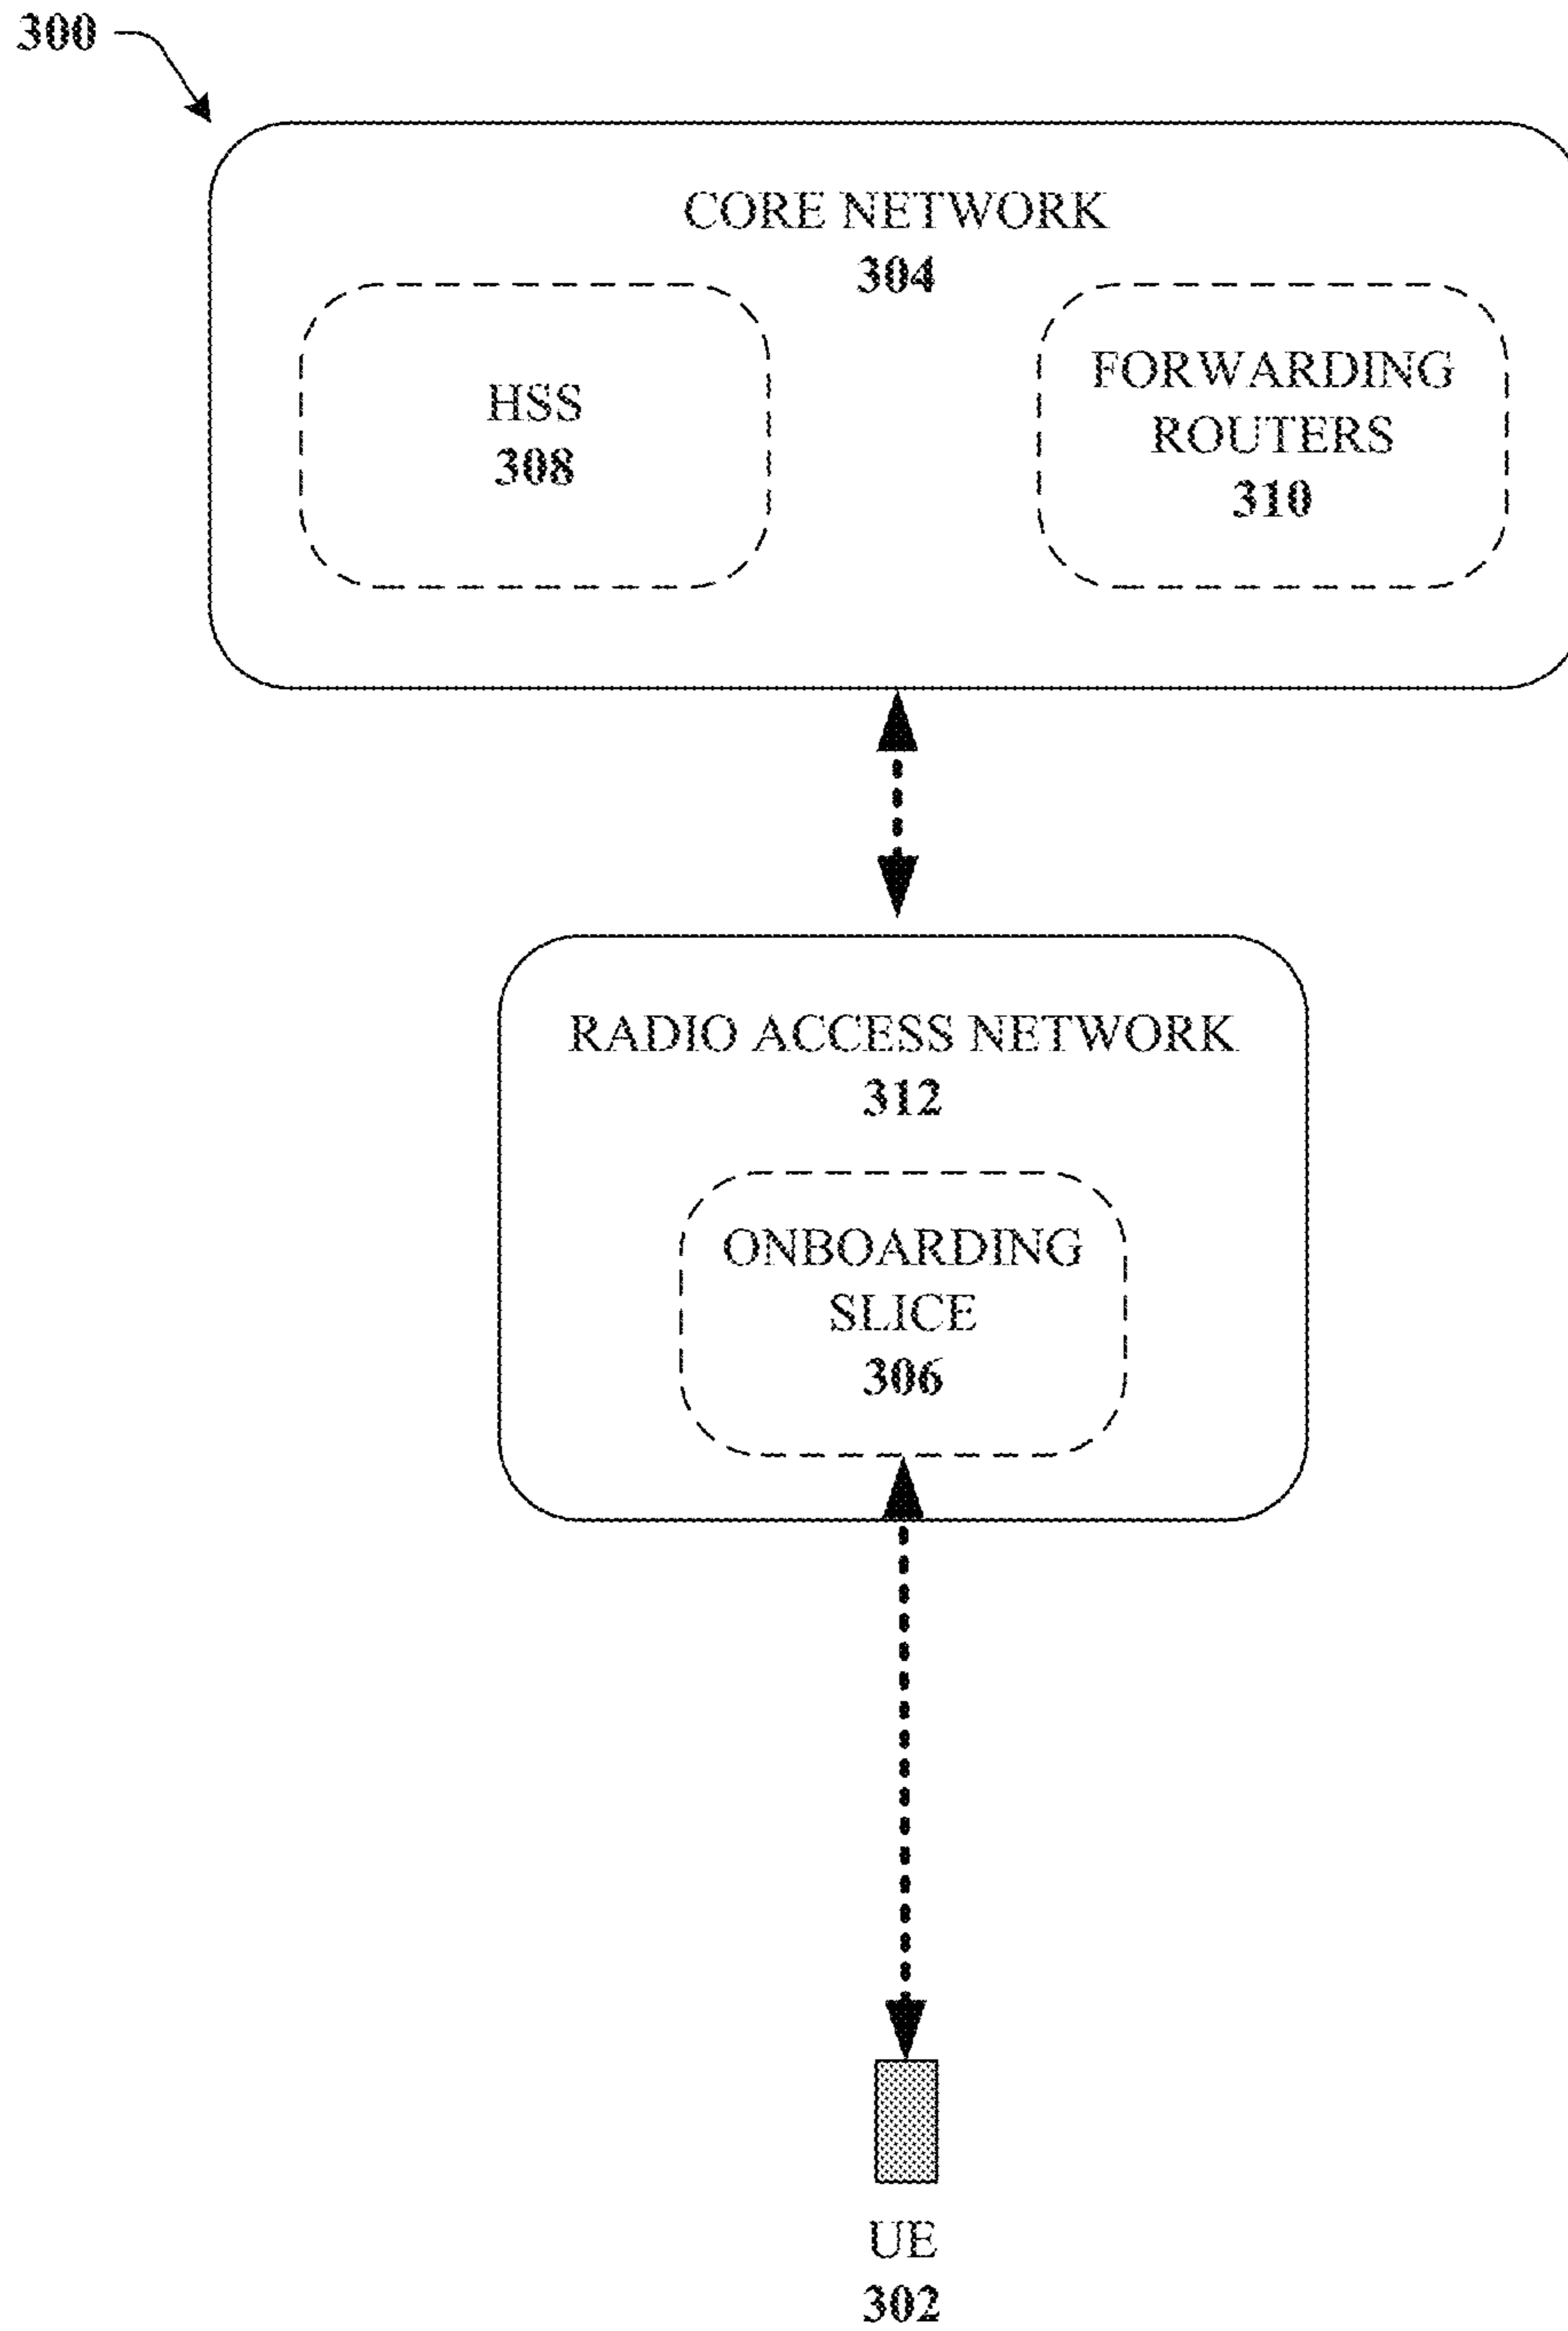 300
CORE NETWORK
304
HSS
308
FORWARDING
ROUTERS
310
RADIO ACCESS NETWORK
312
ONBOARDING
SLICE
306
UE
302